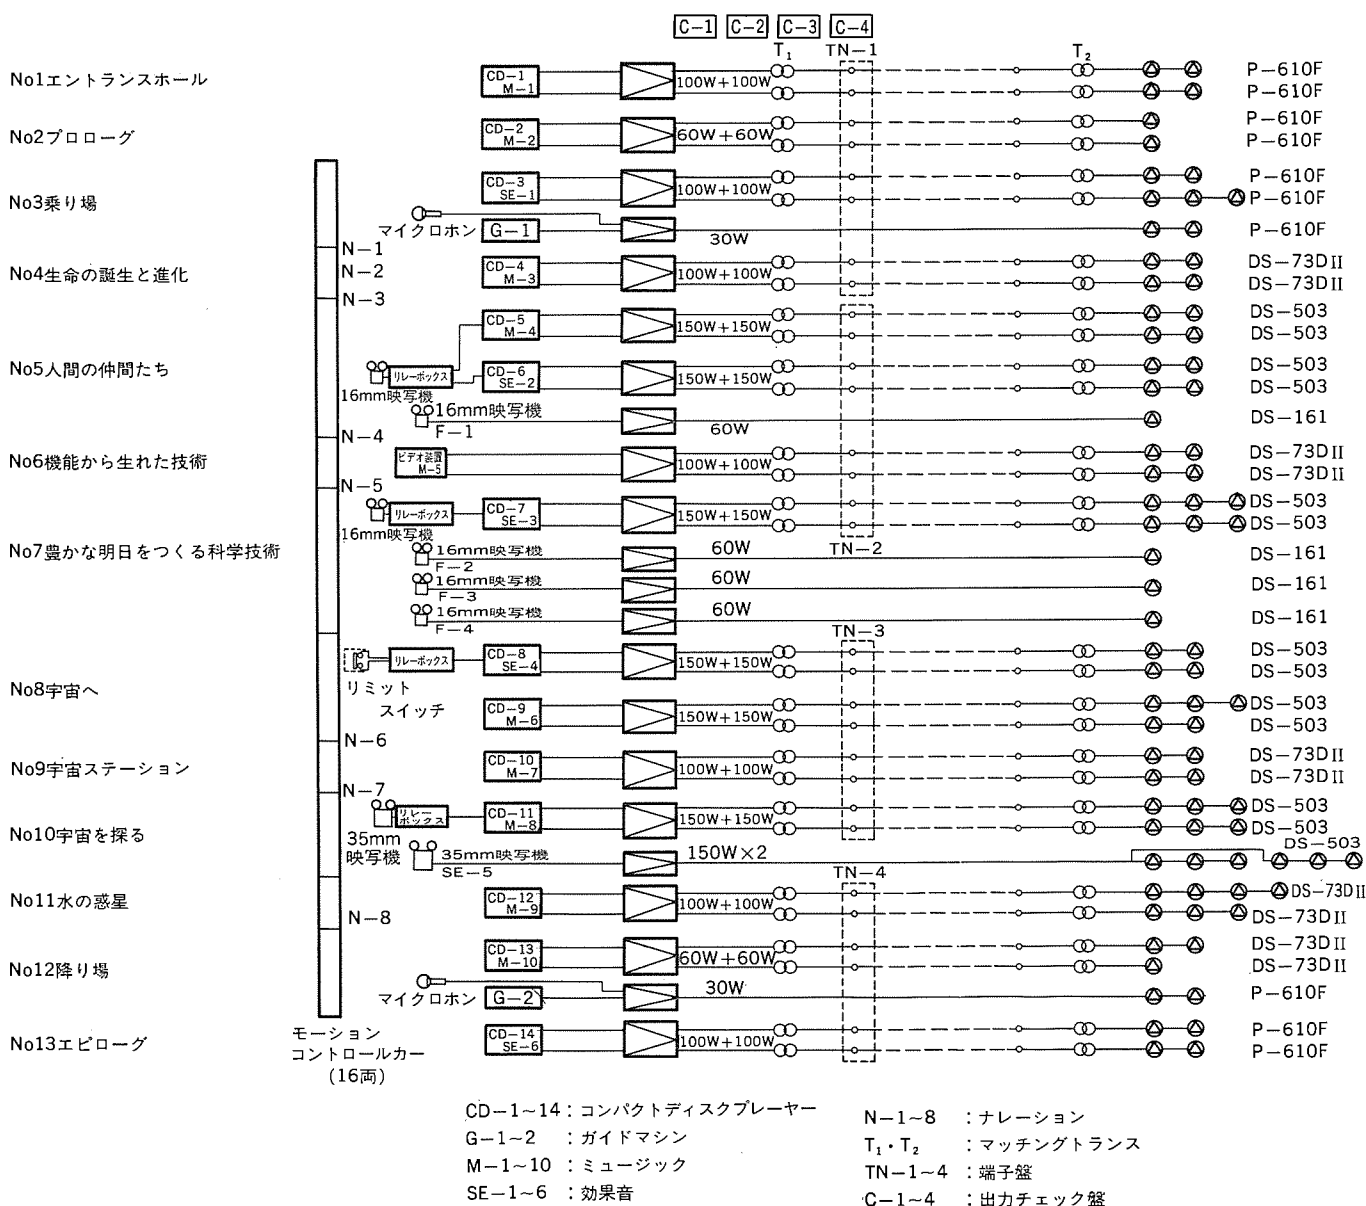 C-1 C-2 C-3 C-4
T₁ TN-1 T₂
No1エントランスホール
CD-1
M-1
100W+100W
P-610F
P-610F
No2プロローグ
CD-2
M-2
60W+60W
P-610F
P-610F
No3乗り場
CD-3
SE-1
100W+100W
P-610F
P-610F
マイクロホン
G-1
30W
P-610F
N-1
N-2
No4生命の誕生と進化
CD-4
M-3
100W+100W
DS-73DII
DS-73DII
N-3
No5人間の仲間たち
CD-5
M-4
150W+150W
DS-503
DS-503
16mm映写機
リレーボックス
CD-6
SE-2
150W+150W
DS-503
DS-503
16mm映写機
F-1
60W
DS-161
N-4
No6機能から生れた技術
ビデオ装置
M-5
100W+100W
DS-73DII
DS-73DII
N-5
16mm映写機
リレーボックス
CD-7
SE-3
150W+150W
DS-503
DS-503
TN-2
No7豊かな明日をつくる科学技術
16mm映写機
F-2
60W
DS-161
16mm映写機
F-3
60W
DS-161
16mm映写機
F-4
60W
DS-161
TN-3
No8宇宙へ
リミット
スイッチ
リレーボックス
CD-8
SE-4
150W+150W
DS-503
DS-503
CD-9
M-6
150W+150W
DS-503
DS-503
N-6
No9宇宙ステーション
CD-10
M-7
100W+100W
DS-73DII
DS-73DII
N-7
No10宇宙を探る
35mm
映写機
リレー
ボックス
CD-11
M-8
150W+150W
DS-503
DS-503
35mm映写機
SE-5
150W×2
DS-503
TN-4
No11水の惑星
CD-12
M-9
100W+100W
DS-73DII
DS-73DII
N-8
No12降り場
CD-13
M-10
60W+60W
DS-73DII
DS-73DII
マイクロホン
G-2
30W
P-610F
No13エピローグ
CD-14
SE-6
100W+100W
P-610F
P-610F
モーション
コントロールカー
(16両)
CD-1~14：コンパクトディスクプレーヤー
G-1~2：ガイドマシン
M-1~10：ミュージック
SE-1~6：効果音
N-1~8：ナレーション
T₁・T₂：マッチングトランス
TN-1~4：端子盤
C-1~4：出力チェック盤